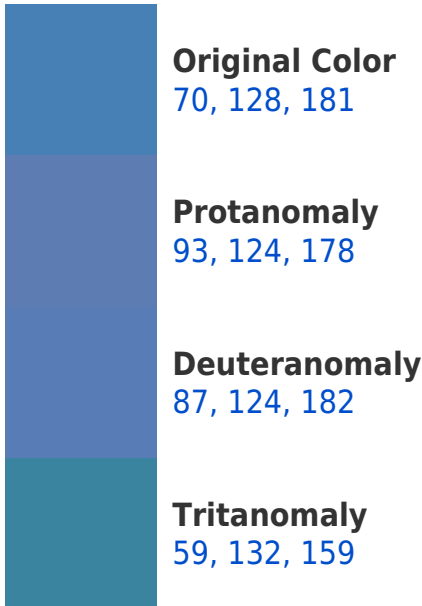 Original Color
70, 128, 181
Protanomaly
93, 124, 178
Deuteranomaly
87, 124, 182
Tritanomaly
59, 132, 159